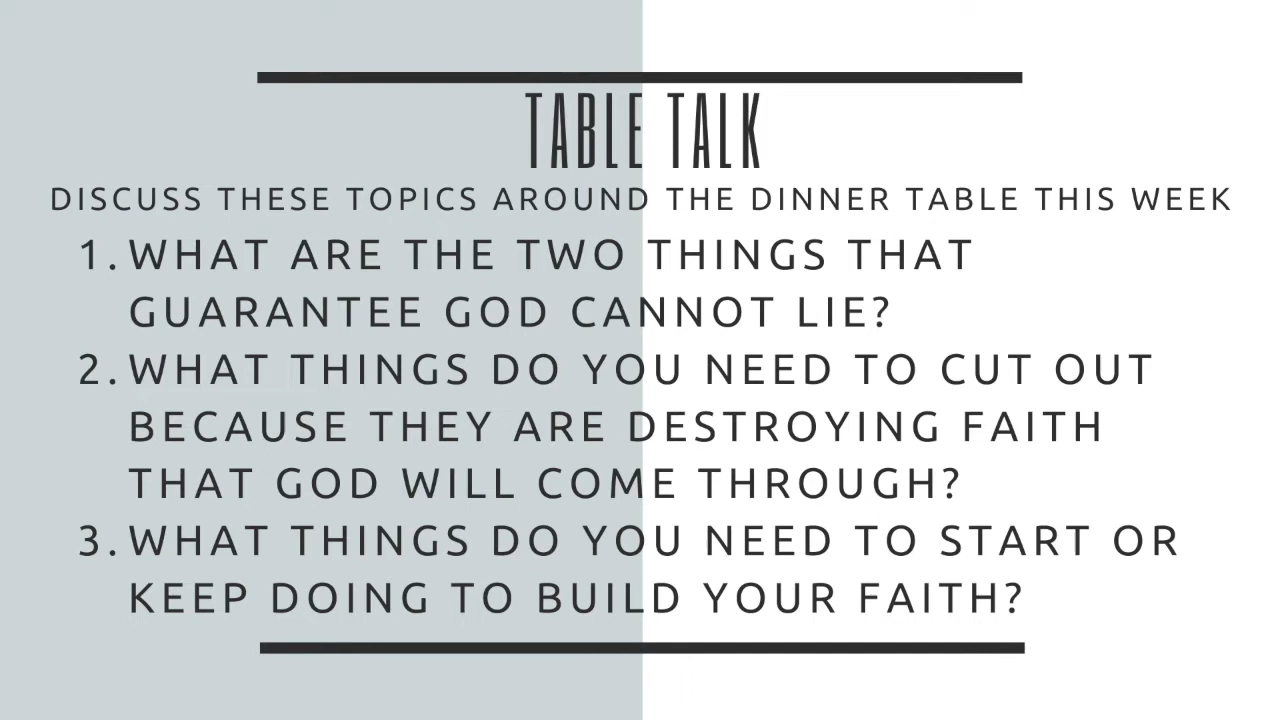 TABLE TALK
DISCUSS THESE TOPICS AROUND THE DINNER TABLE THIS WEEK
1. WHAT ARE THE TWO THINGS THAT
GUARANTEE GOD CANNOT LIE?
2. WHAT THINGS DO YOU NEED TO CUT OUT
BECAUSE THEY ARE DESTROYING FAITH
THAT GOD WILL COME THROUGH?
3. WHAT THINGS DO YOU NEED TO START OR
KEEP DOING TO BUILD YOUR FAITH?